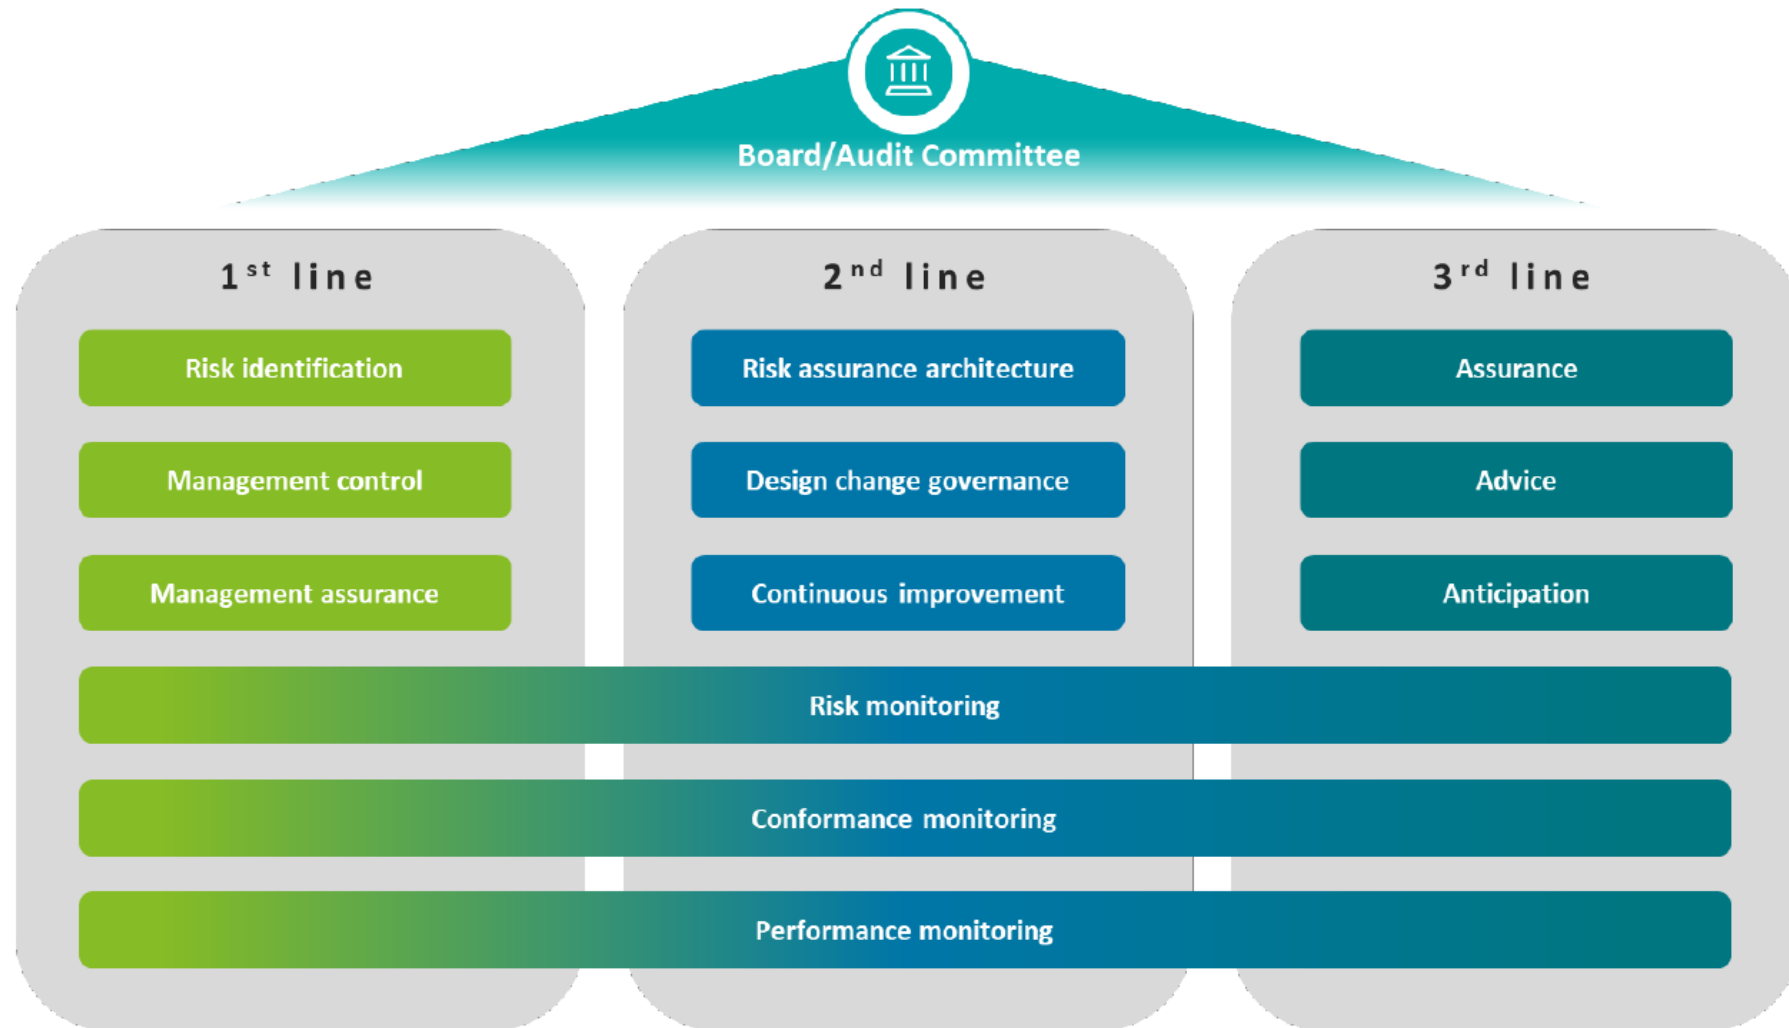 Board/Audit Committee
1st line
2nd line
3rd line
Risk identification
Risk assurance architecture
Assurance
Management control
Design change governance
Advice
Management assurance
Continuous improvement
Anticipation
Risk monitoring
Conformance monitoring
Performance monitoring